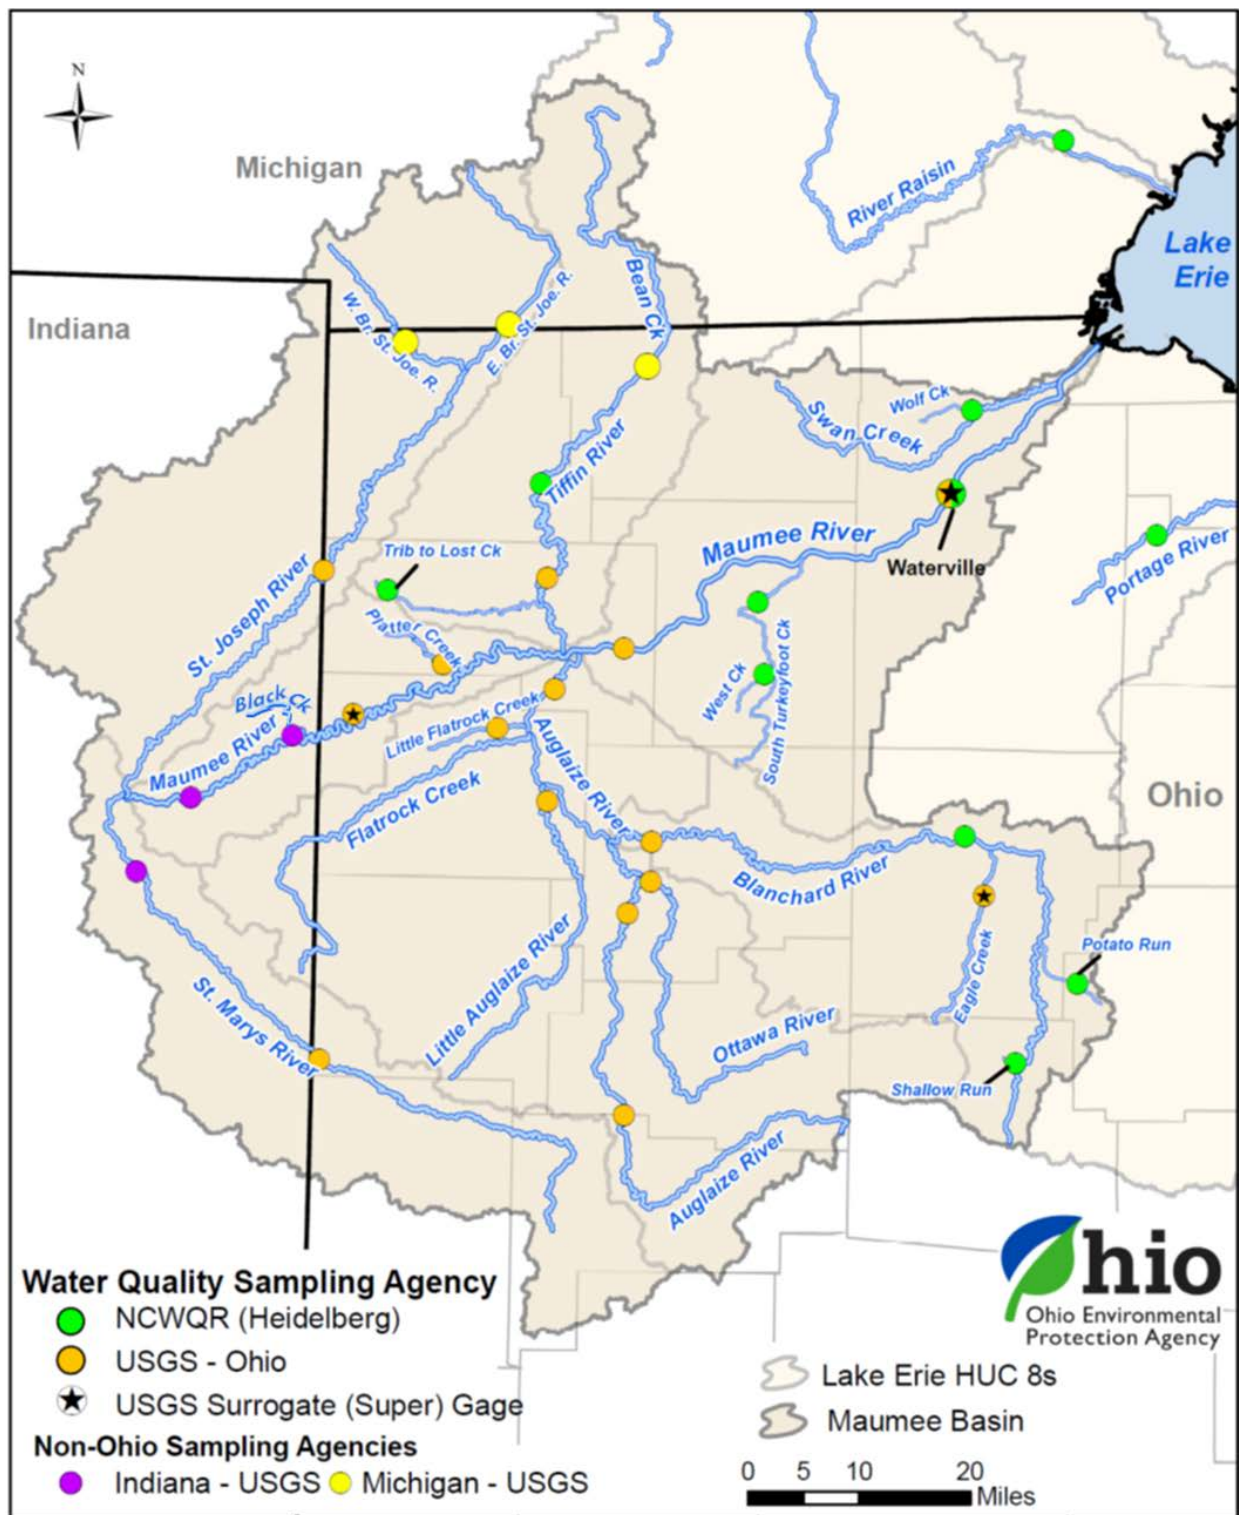 N
Michigan
River Raisin
Lake
Erie
Indiana
Bean Ck
W. Br. St. Joe. R.
E. Br. St. Joe. R.
Wolf Ck
Swan Creek
Tiffin River
Maumee River
Waterville
Portage River
Trib to Lost Ck
St. Joseph River
Platter Creek
Black Ck
Maumee River
West Ck
South Turkeyfoot Ck
Little Flatrock Creek
Auglaize River
Flatrock Creek
Ohio
Blanchard River
Potato Run
Eagle Creek
Little Auglaize River
St. Marys River
Ottawa River
Shallow Run
Auglaize River
hio
Ohio Environmental
Protection Agency
Water Quality Sampling Agency
NCWQR (Heidelberg)
USGS - Ohio
USGS Surrogate (Super) Gage
Non-Ohio Sampling Agencies
Indiana - USGS Michigan - USGS
Lake Erie HUC 8s
Maumee Basin
0 5 10 20
Miles